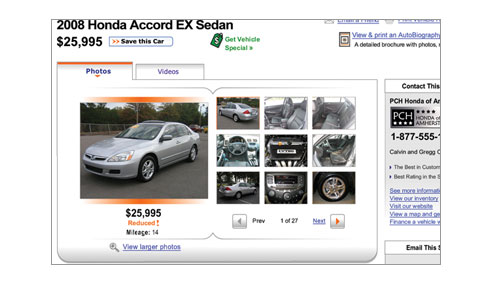 2008 Honda Accord EX Sedan
$25,995
Save this Car
Get Vehicle
Special »
Email a Friend
View & print an AutoBiography
A detailed brochure with photos,
Photos
Videos
$25,995
Reduced!
Mileage: 14
Prev
1 of 27
Next
View larger photos
Contact This
PCH Honda of Am
PCH
HONDA of
AMHERST
1-877-555-
Calvin and Gregg C
The Best in Custom
Best Rating in the S
See more informatio
View our inventory
Visit our website
View a map and ge
Finance a vehicle w
Email This S